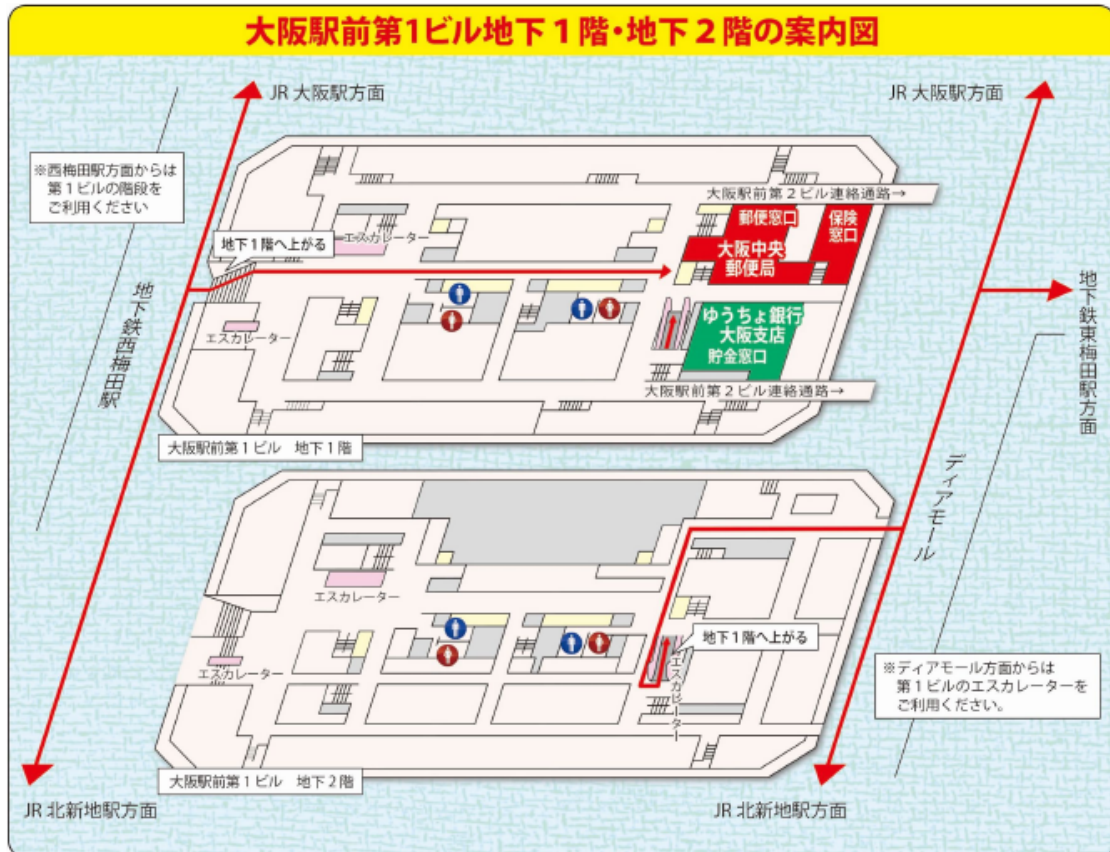 大阪駅前第1ビル地下1階・地下2階の案内図
JR 大阪駅方面
JR 大阪駅方面
※西梅田駅方面からは
第1ビルの階段を
ご利用ください
大阪駅前第2ビル連絡通路→
地下1階へ上がる
エスカレーター
郵便窓口
保険
窓口
大阪中央
郵便局
地下鉄西梅田駅
エスカレーター
ゆうちょ銀行
大阪支店
貯金窓口
地下鉄東梅田駅方面
大阪駅前第2ビル連絡通路→
大阪駅前第1ビル 地下1階
ディアモール
エスカレーター
地下1階へ上がる
エスカレーター
エスカレーター
※ディアモール方面からは
第1ビルのエスカレーターを
ご利用ください。
大阪駅前第1ビル 地下2階
JR 北新地駅方面
JR 北新地駅方面